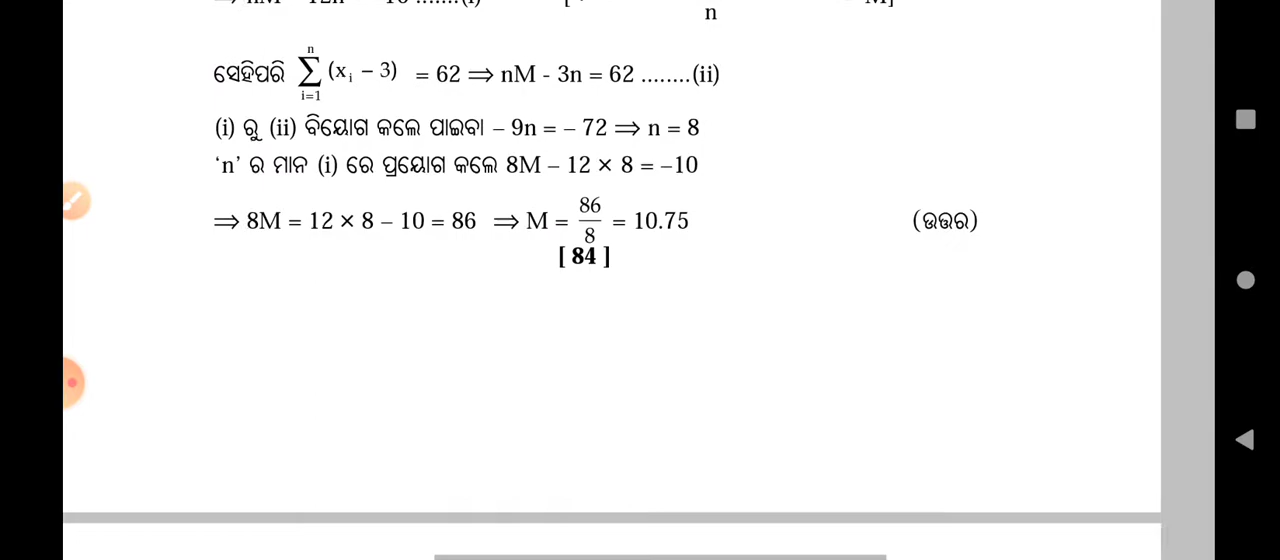 n
ସେହିପରି n ∑ i=1 (xᵢ – 3) = 62 ⇒ nM - 3n = 62 ........(ii)
(i) ରୁ (ii) ବିୟୋଗ କଲେ ପାଇବା – 9n = – 72 ⇒ n = 8
‘n’ ର ମାନ (i) ରେ ପ୍ରୟୋଗ କଲେ 8M – 12 × 8 = –10
⇒ 8M = 12 × 8 – 10 = 86 ⇒ M = 86/8 = 10.75 (ଉତ୍ତର)
[ 84 ]